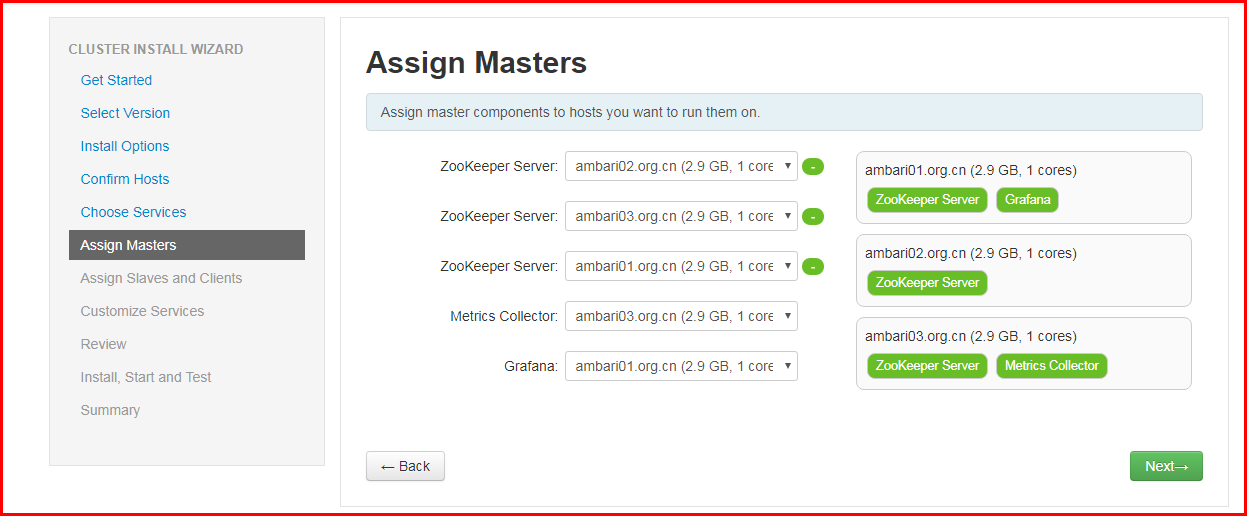 CLUSTER INSTALL WIZARD
Get Started
Select Version
Install Options
Confirm Hosts
Choose Services
Assign Masters
Assign Slaves and Clients
Customize Services
Review
Install, Start and Test
Summary
Assign Masters
Assign master components to hosts you want to run them on.
ZooKeeper Server: ambari02.org.cn (2.9 GB, 1 core -
ZooKeeper Server: ambari03.org.cn (2.9 GB, 1 core -
ZooKeeper Server: ambari01.org.cn (2.9 GB, 1 core -
Metrics Collector: ambari03.org.cn (2.9 GB, 1 core
Grafana: ambari01.org.cn (2.9 GB, 1 core
ambari01.org.cn (2.9 GB, 1 cores)
ZooKeeper Server Grafana
ambari02.org.cn (2.9 GB, 1 cores)
ZooKeeper Server
ambari03.org.cn (2.9 GB, 1 cores)
ZooKeeper Server Metrics Collector
← Back
Next→